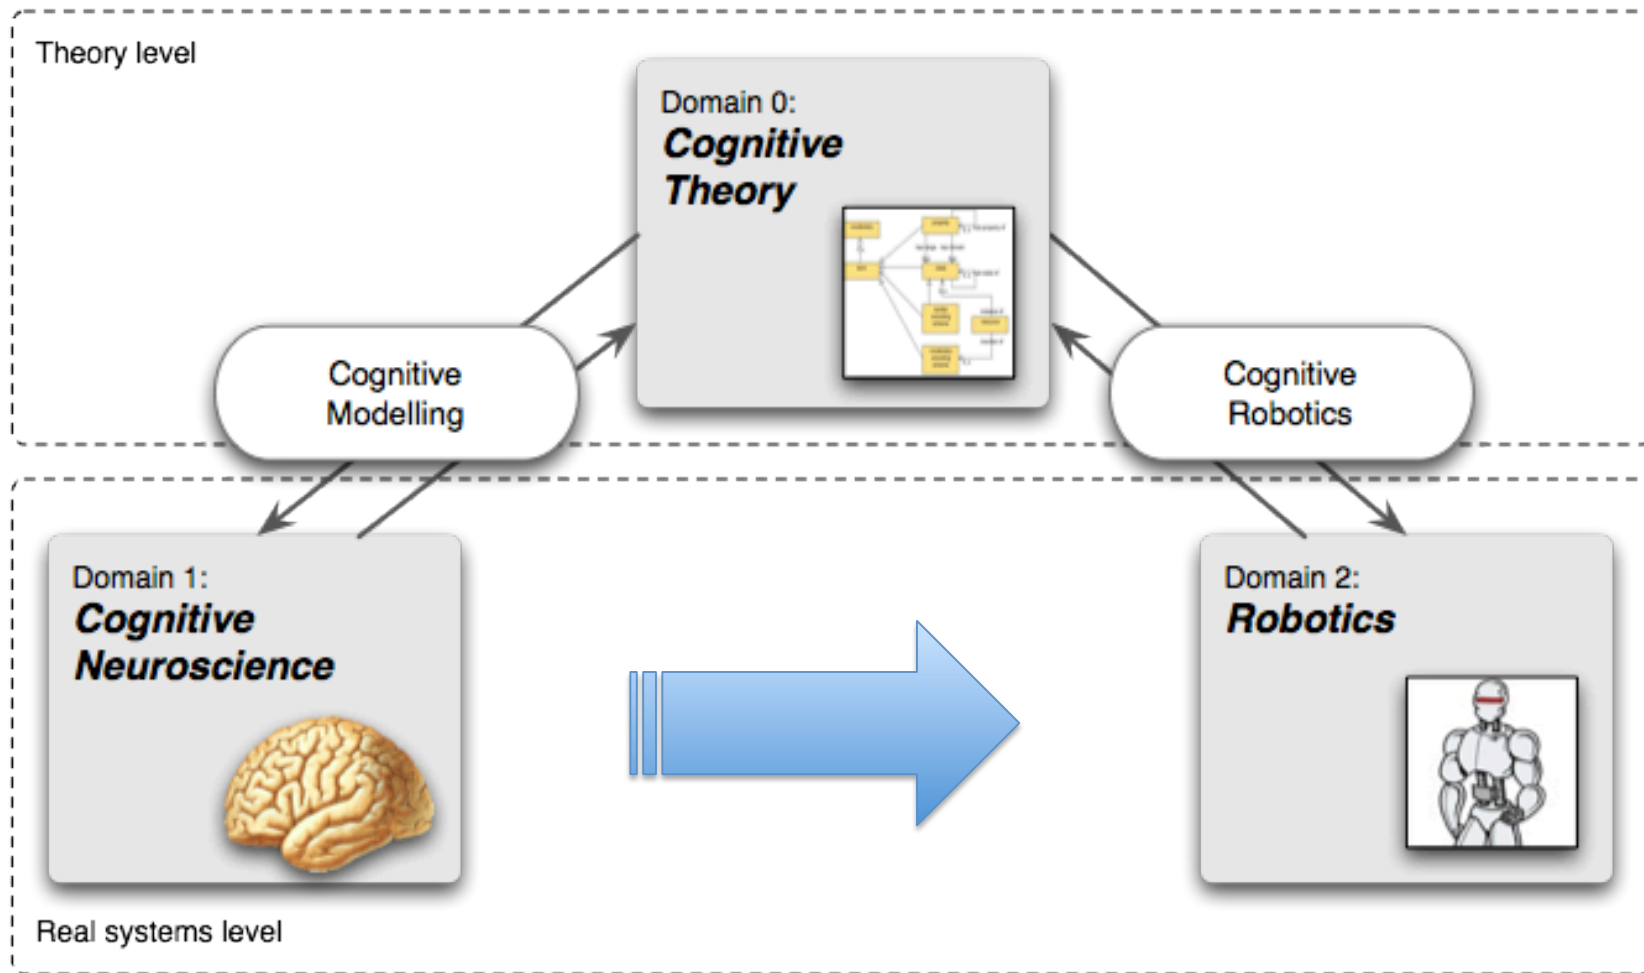 Theory level
Domain 0:
Cognitive
Theory
Cognitive
Modelling
Cognitive
Robotics
Domain 1:
Cognitive
Neuroscience
Domain 2:
Robotics
Real systems level